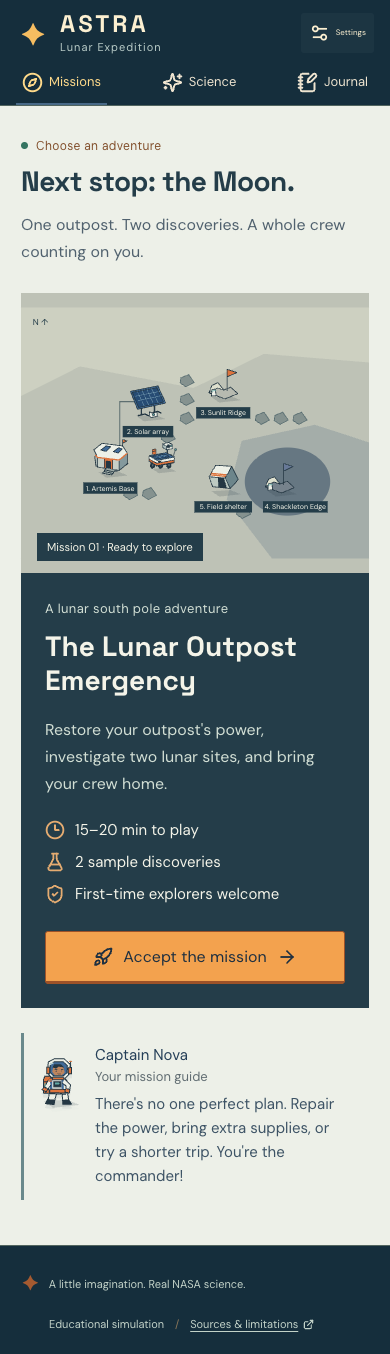 ASTRA
Lunar Expedition
Settings
Missions
Science
Journal
Choose an adventure
Next stop: the Moon.
One outpost. Two discoveries. A whole crew
counting on you.
N ↑
3. Sunlit Ridge
2. Solar array
1. Artemis Base
5. Field shelter
4. Shackleton Edge
Mission 01 · Ready to explore
A lunar south pole adventure
The Lunar Outpost
Emergency
Restore your outpost's power,
investigate two lunar sites, and bring
your crew home.
15–20 min to play
2 sample discoveries
First-time explorers welcome
Accept the mission →
Captain Nova
Your mission guide
There's no one perfect plan. Repair
the power, bring extra supplies, or
try a shorter trip. You're the
commander!
A little imagination. Real NASA science.
Educational simulation / Sources & limitations